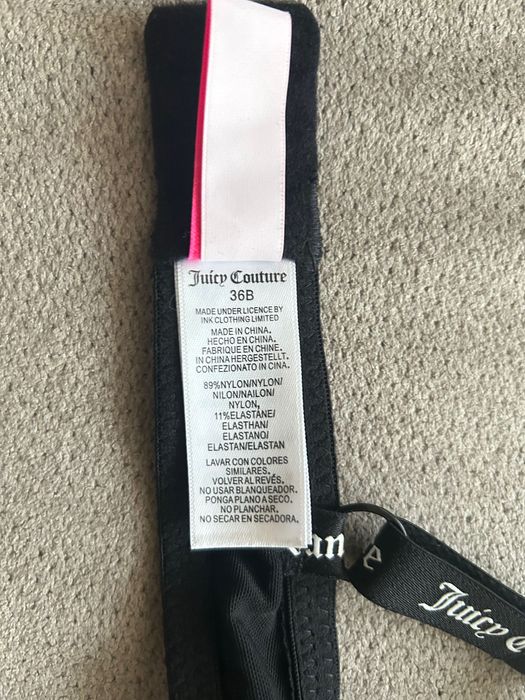 Juicy Couture
36B
MADE UNDER LICENCE BY
INK CLOTHING LIMITED
MADE IN CHINA.
HECHO EN CHINA.
FABRIQUE EN CHINE.
IN CHINA HERGESTELLT.
CONFEZIONATO IN CINA.
89%NYLON/NYLON/
NILON/NAILON/
NYLON,
11%ELASTANE/
ELASTHAN/
ELASTANO/
ELASTAN/ELASTAN
LAVAR CON COLORES
SIMILARES.
VOLVER AL REVÉS.
NO USAR BLANQUEADOR.
PONGA PLANO A SECO.
NO PLANCHAR.
NO SECAR EN SECADORA.
Juicy